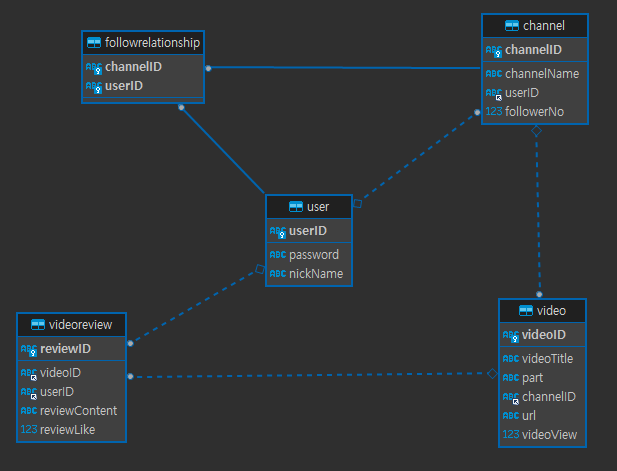 followrelationship
ABC channelID
ABC userID
channel
ABC channelID
ABC channelName
ABC userID
123 followerNo
user
ABC userID
ABC password
ABC nickName
videoreview
ABC reviewID
ABC videoID
ABC userID
ABC reviewContent
123 reviewLike
video
ABC videoID
ABC videoTitle
ABC part
ABC channelID
ABC url
123 videoView